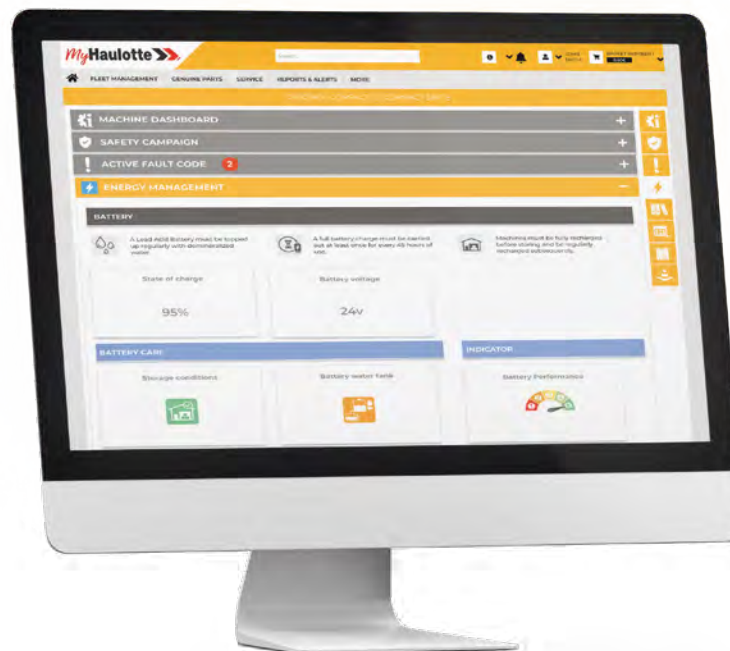 MyHaulotte
Search...
FLEET MANAGEMENT GENUINE PARTS SERVICE REPORTS & ALERTS MORE
MACHINE DASHBOARD +
SAFETY CAMPAIGN +
! ACTIVE FAULT CODE 2 +
ENERGY MANAGEMENT −
BATTERY
A Lead Acid Battery must be topped
up regularly with demineralized
water.
A full battery charge must be carried
out at least once for every 48 hours of
use.
Machines must be fully recharged
before storing and be regularly
recharged subsequently.
State of charge
95%
Battery voltage
24v
BATTERY CARE
INDICATOR
Storage conditions
Battery water tank
Battery Performance